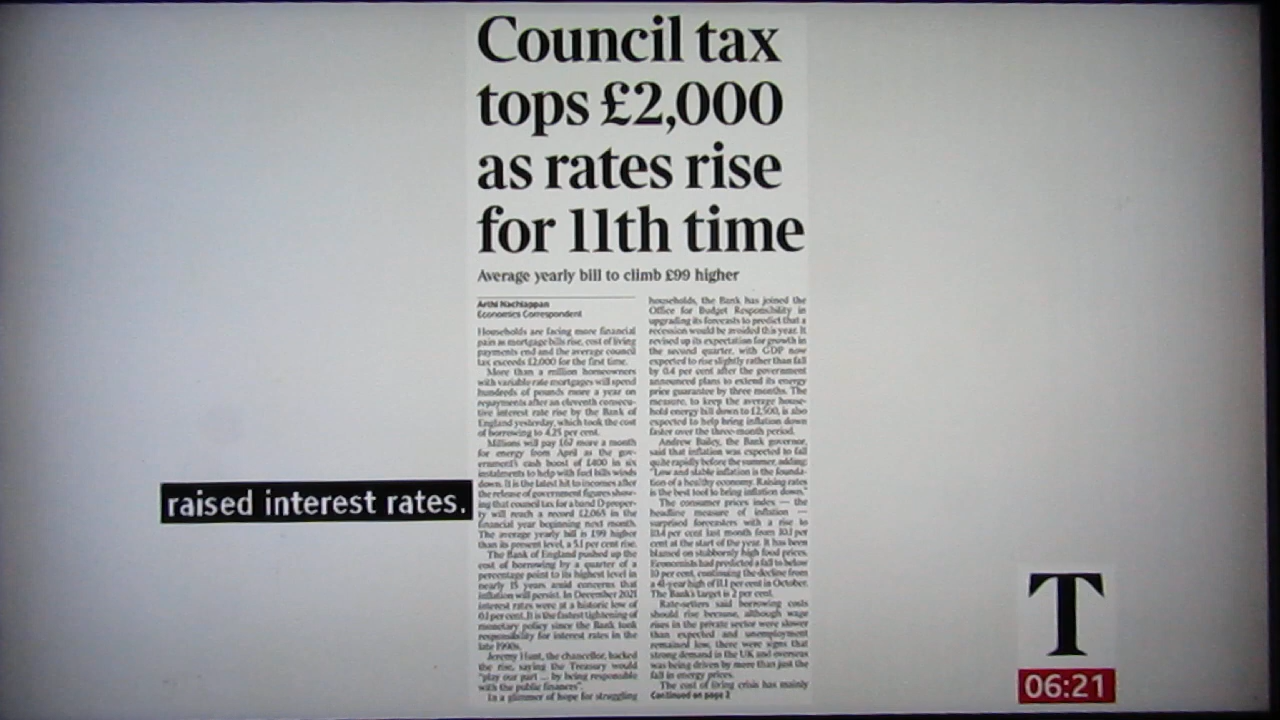 Council tax
tops £2,000
as rates rise
for 11th time
Average yearly bill to climb £99 higher
Arthi Nachiappan
Economics Correspondent
Households are facing more financial
pain as mortgage bills rise, cost of living
payments end and the average council
tax exceeds £2,000 for the first time.
More than a million homeowners
with variable rate mortgages will spend
hundreds of pounds more a year on
repayments after an eleventh consecu-
tive interest rate rise by the Bank of
England yesterday, which took the cost
of borrowing to 4.25 per cent.
Millions will pay £67 more a month
for energy from April as the gov-
ernment's cash boost of £400 in six
instalments to help with fuel bills winds
down. It is the latest hit to incomes after
the release of government figures show-
ing that council tax for a band D proper-
ty will reach a record £2,065 in the
financial year beginning next month.
The average yearly bill is £99 higher
than its present level, a 5.1 per cent rise.
The Bank of England pushed up the
cost of borrowing by a quarter of a
percentage point to its highest level in
nearly 15 years amid concerns that
inflation will persist. In December 2021
interest rates were at a historic low of
0.1 per cent. It is the fastest tightening of
monetary policy since the Bank took
responsibility for interest rates in the
late 1990s.
Jeremy Hunt, the chancellor, backed
the rise, saying the Treasury would
"play our part ... by being responsible
with the public finances".
In a glimmer of hope for struggling
households, the Bank has joined the
Office for Budget Responsibility in
upgrading its forecasts to predict that a
recession would be avoided this year. It
revised up its expectation for growth in
the second quarter, with GDP now
expected to rise slightly rather than fall
by 0.4 per cent after the government
announced plans to extend its energy
price guarantee by three months. The
measure, to keep the average house-
hold energy bill down to £2,500, is also
expected to help bring inflation down
faster over the three-month period.
Andrew Bailey, the Bank governor,
said that inflation was expected to fall
quite rapidly before the summer, adding:
"Low and stable inflation is the founda-
tion of a healthy economy. Raising rates
is the best tool to bring inflation down."
The consumer prices index — the
headline measure of inflation —
surprised forecasters with a rise to
10.4 per cent last month from 10.1 per
cent at the start of the year. It has been
blamed on stubbornly high food prices.
Economists had predicted a fall to below
10 per cent, continuing the decline from
a 41-year high of 11.1 per cent in October.
The Bank's target is 2 per cent.
Rate-setters said borrowing costs
should rise because, although wage
rises in the private sector were slower
than expected and unemployment
remained low, there were signs that
strong demand in the UK and overseas
was being driven by more than just the
fall in energy prices.
The cost of living crisis has mainly
Continued on page 2
raised interest rates.
T
06:21